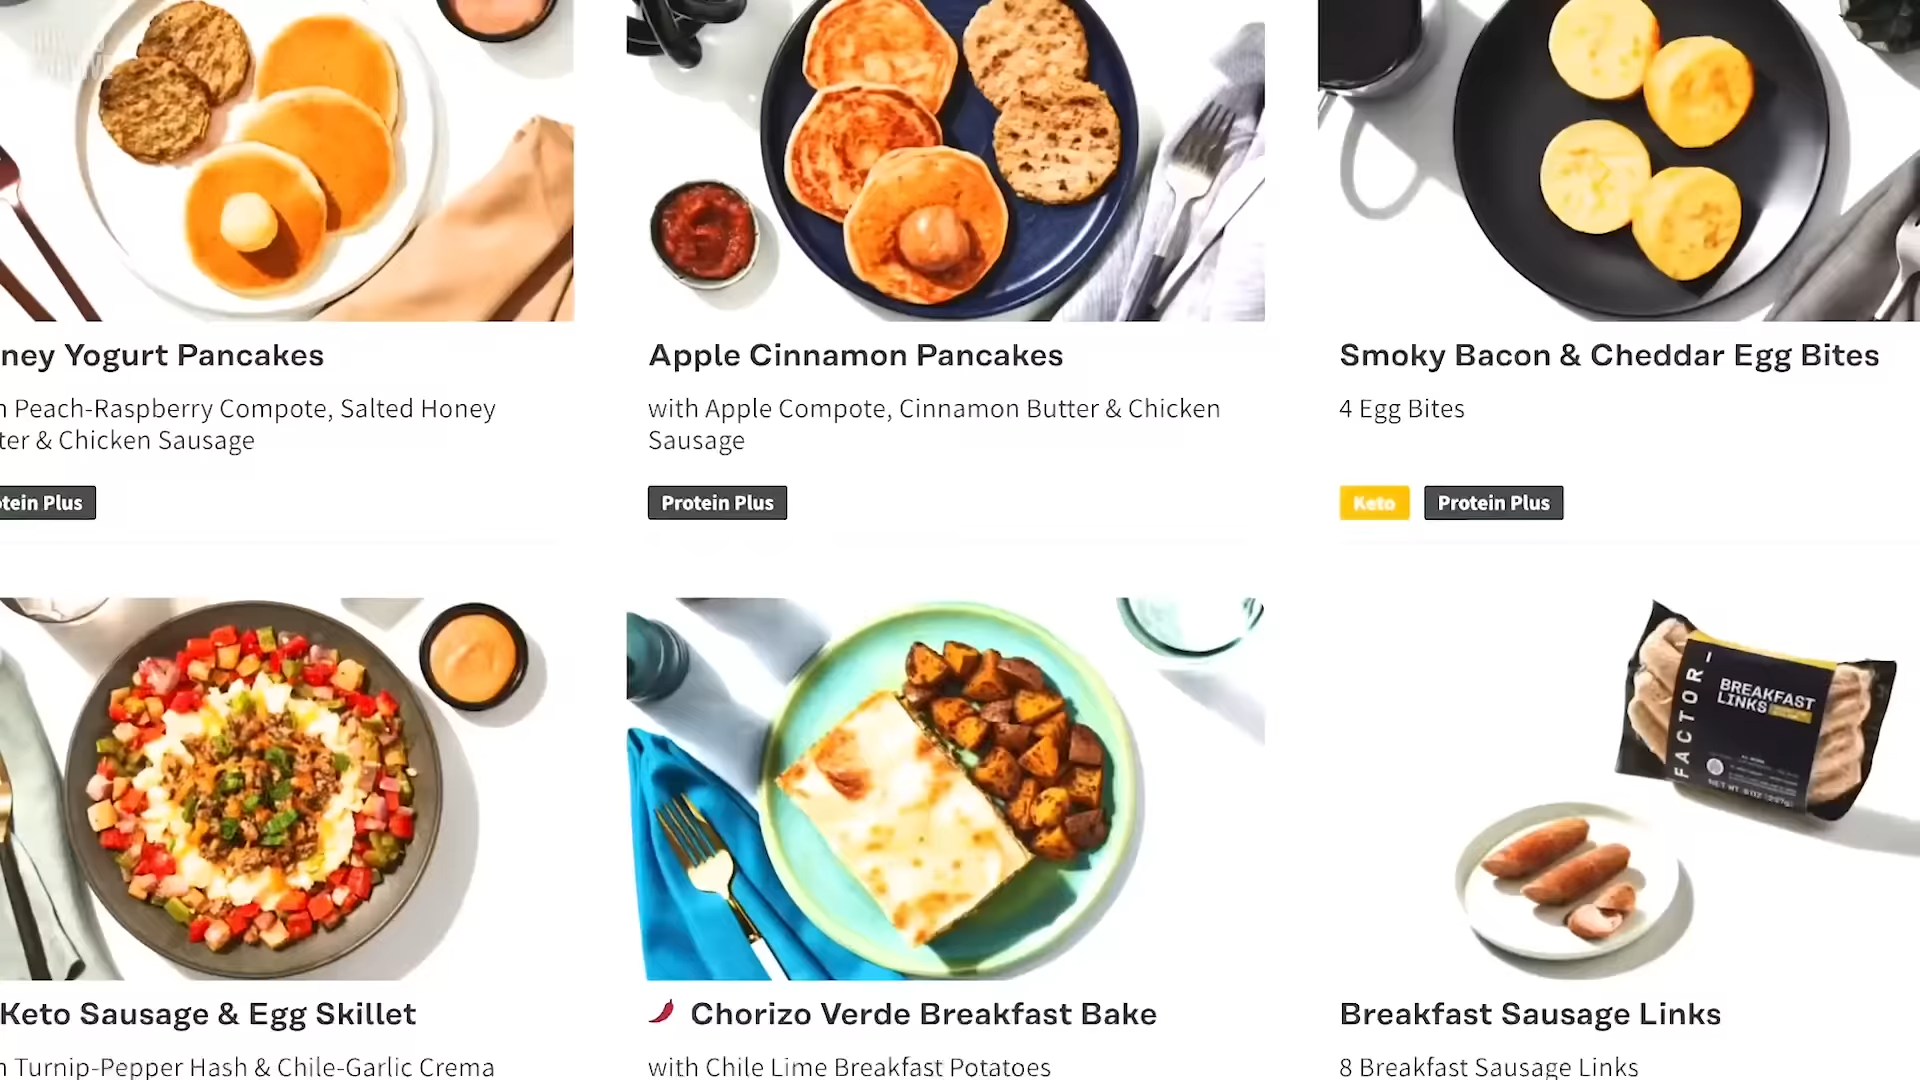 ney Yogurt Pancakes
Peach-Raspberry Compote, Salted Honey
ter & Chicken Sausage
tein Plus
Apple Cinnamon Pancakes
with Apple Compote, Cinnamon Butter & Chicken
Sausage
Protein Plus
Smoky Bacon & Cheddar Egg Bites
4 Egg Bites
Keto Protein Plus
FACTOR_
BREAKFAST
LINKS
Keto Sausage & Egg Skillet
Turnip-Pepper Hash & Chile-Garlic Crema
Chorizo Verde Breakfast Bake
with Chile Lime Breakfast Potatoes
Breakfast Sausage Links
8 Breakfast Sausage Links